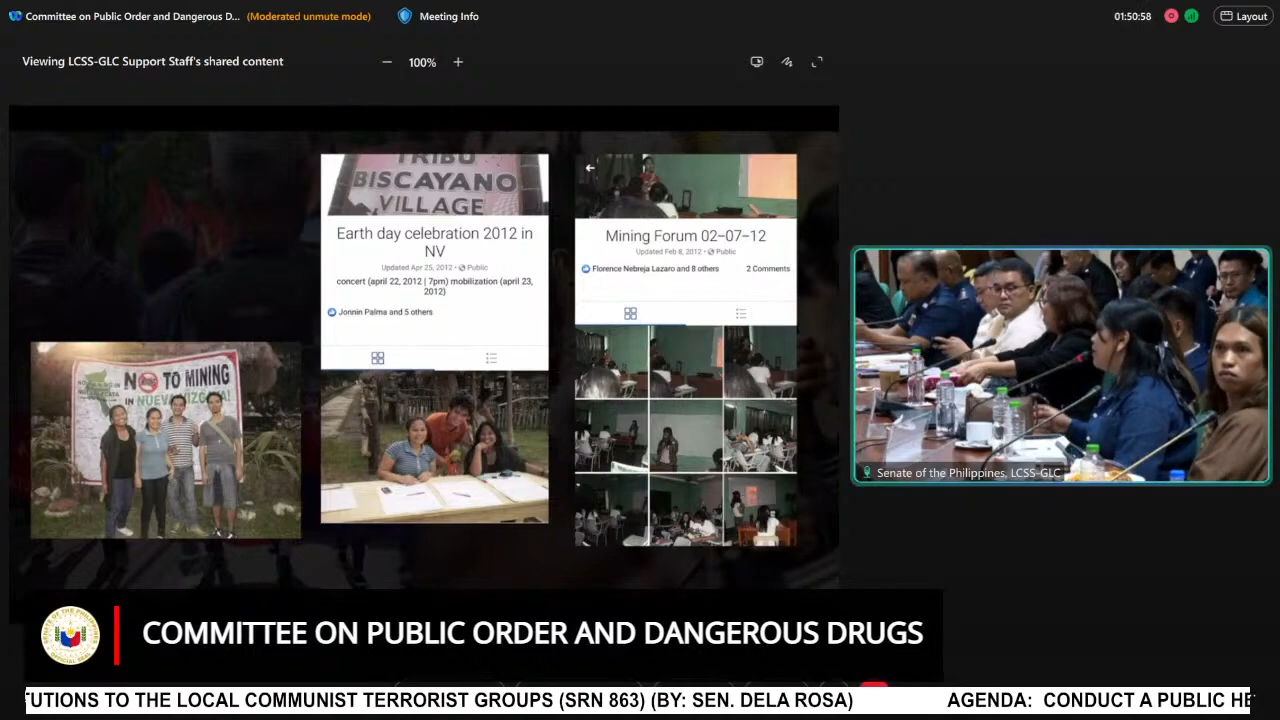 Committee on Public Order and Dangerous D... (Moderated unmute mode) Meeting Info 01:50:58 Layout
Viewing LCSS-GLC Support Staff's shared content 100%
TRIBU
BISCAYANO
VILLAGE
Earth day celebration 2012 in
NV
Updated Apr 25, 2012 • Public
concert (april 22, 2012 | 7pm) mobilization (april 23,
2012)
Jonnin Palma and 5 others
Mining Forum 02-07-12
Updated Feb 8, 2012 • Public
Florence Nebreja Lazaro and 8 others 2 Comments
NO TO MINING
IN NUEVA VIZCAYA!
Senate of the Philippines, LCSS-GLC
COMMITTEE ON PUBLIC ORDER AND DANGEROUS DRUGS
TUTIONS TO THE LOCAL COMMUNIST TERRORIST GROUPS (SRN 863) (BY: SEN. DELA ROSA) AGENDA: CONDUCT A PUBLIC HE